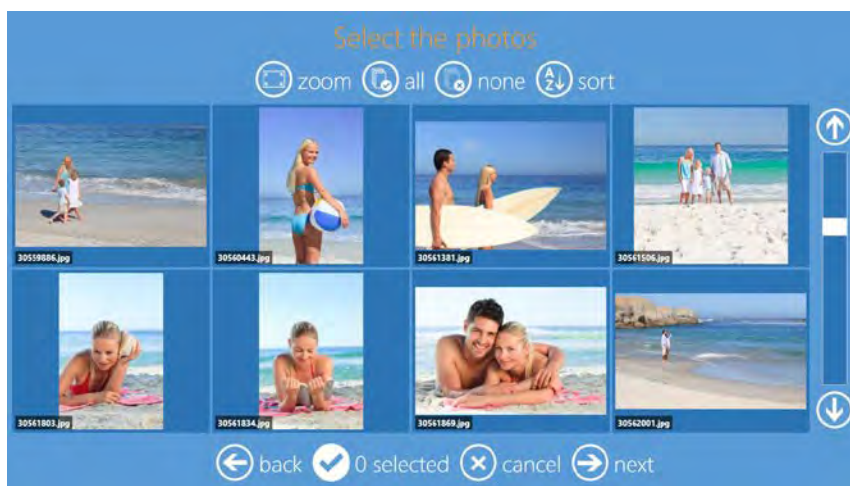 Select the photos
zoom all none sort
30559886.jpg 30560443.jpg 30561381.jpg 30561506.jpg
30561803.jpg 30561834.jpg 30561869.jpg 30562001.jpg
back 0 selected cancel next